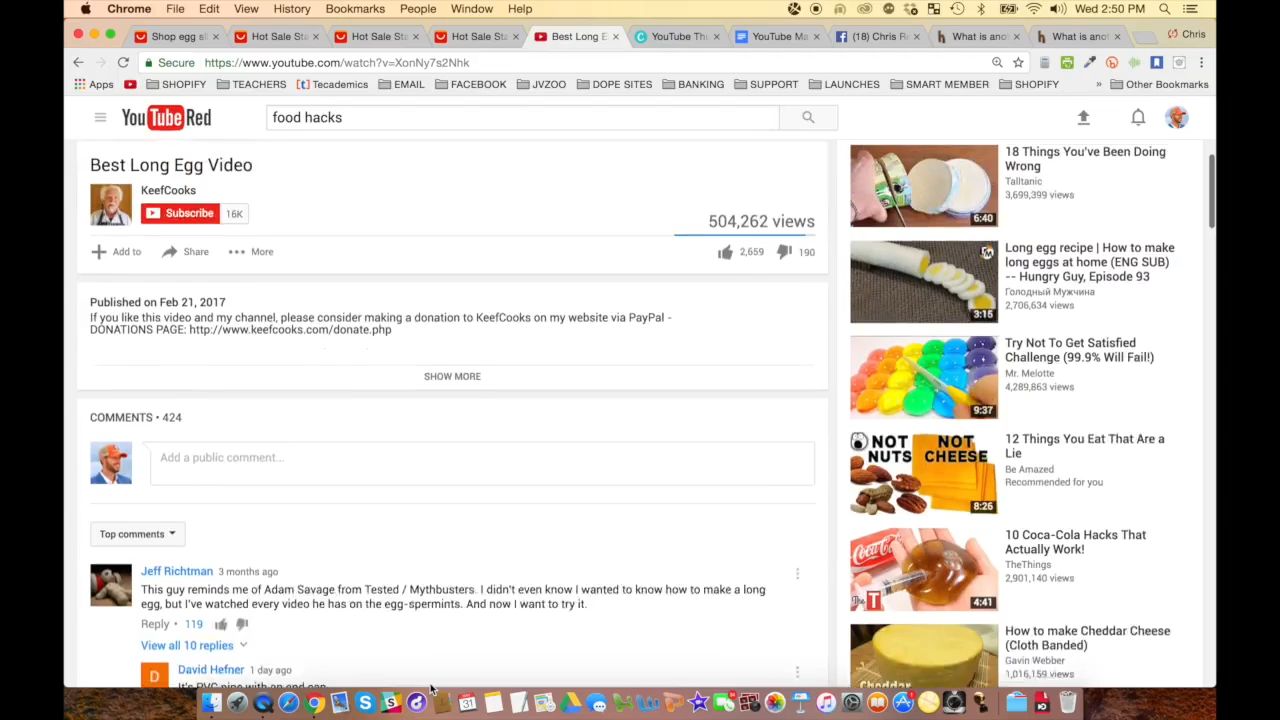 Chrome File Edit View History Bookmarks People Window Help Wed 2:50 PM
Shop egg sli Hot Sale Sta Hot Sale Sta Hot Sale Sta Best Long E YouTube Th YouTube Ma (18) Chris R What is ano What is ano Chris
Secure https://www.youtube.com/watch?v=XonNy7s2Nhk
Apps SHOPIFY TEACHERS Tecademics EMAIL FACEBOOK JVZOO DOPE SITES BANKING SUPPORT LAUNCHES SMART MEMBER SHOPIFY » Other Bookmarks
YouTube Red food hacks
Best Long Egg Video
KeefCooks
Subscribe 16K
504,262 views
Add to Share More 2,659 190
Published on Feb 21, 2017
If you like this video and my channel, please consider making a donation to KeefCooks on my website via PayPal -
DONATIONS PAGE: http://www.keefcooks.com/donate.php
SHOW MORE
COMMENTS • 424
Add a public comment...
Top comments
Jeff Richtman 3 months ago
This guy reminds me of Adam Savage from Tested / Mythbusters. I didn't even know I wanted to know how to make a long
egg, but I've watched every video he has on the egg-spermints. And now I want to try it.
Reply • 119
View all 10 replies
D David Hefner 1 day ago
18 Things You've Been Doing
Wrong
Talltanic
3,699,399 views
6:40
Long egg recipe | How to make
long eggs at home (ENG SUB)
-- Hungry Guy, Episode 93
Голодный Мужчина
2,706,634 views
3:15
Try Not To Get Satisfied
Challenge (99.9% Will Fail!)
Mr. Melotte
4,289,863 views
9:37
NOT NUTS NOT CHEESE
12 Things You Eat That Are a
Lie
Be Amazed
Recommended for you
8:26
10 Coca-Cola Hacks That
Actually Work!
TheThings
2,901,140 views
4:41
How to make Cheddar Cheese
(Cloth Banded)
Gavin Webber
1,016,159 views
Cheddar